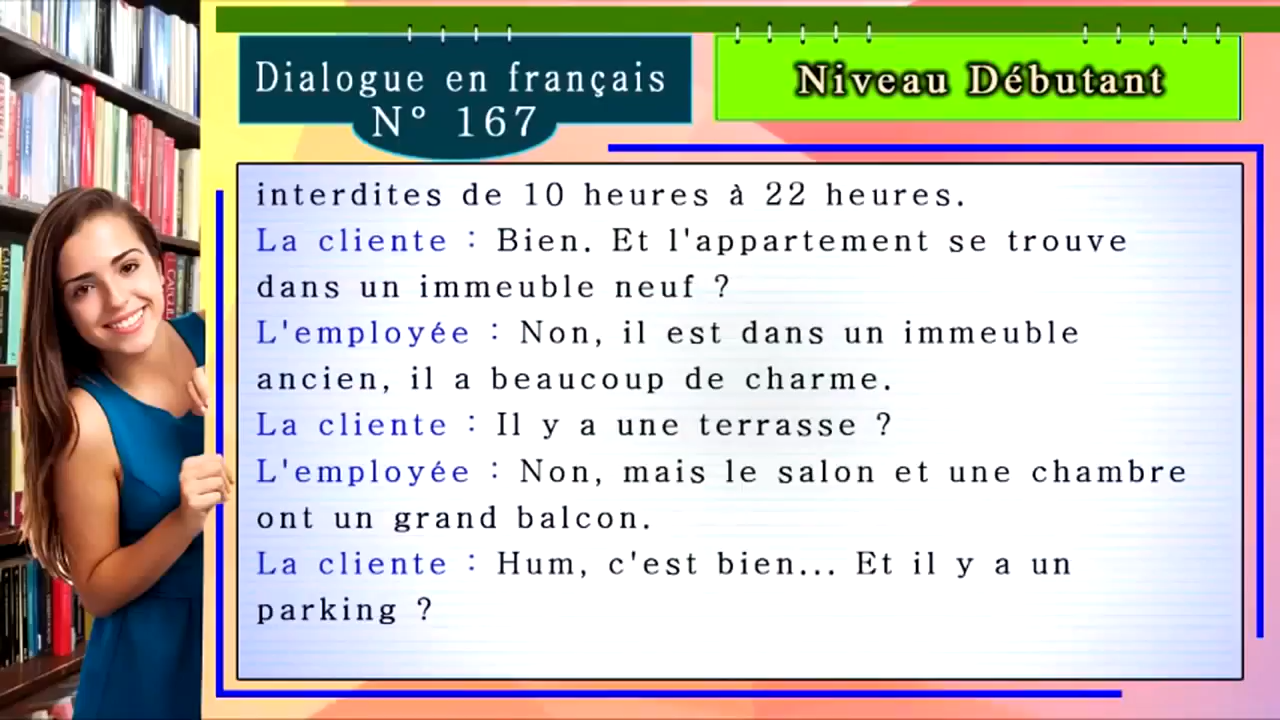 Dialogue en français
N° 167
Niveau Débutant
interdites de 10 heures à 22 heures.
La cliente : Bien. Et l'appartement se trouve
dans un immeuble neuf ?
L'employée : Non, il est dans un immeuble
ancien, il a beaucoup de charme.
La cliente : Il y a une terrasse ?
L'employée : Non, mais le salon et une chambre
ont un grand balcon.
La cliente : Hum, c'est bien... Et il y a un
parking ?